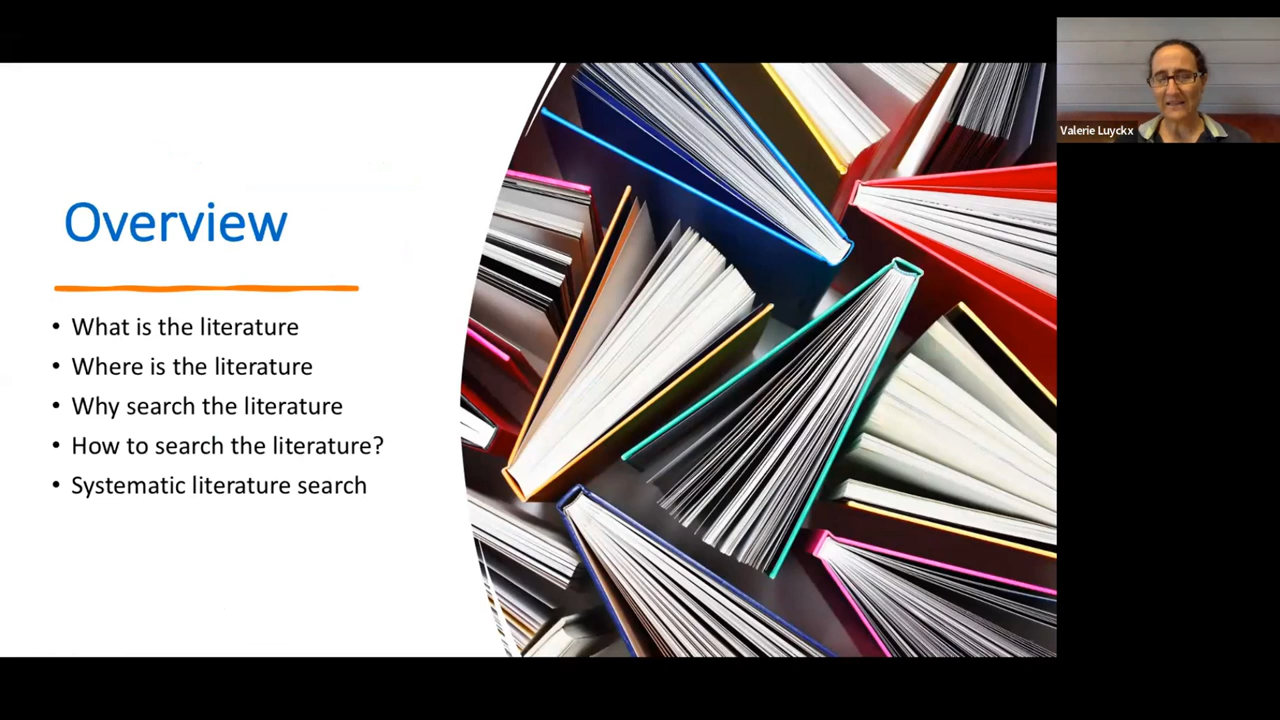 Overview
• What is the literature
• Where is the literature
• Why search the literature
• How to search the literature?
• Systematic literature search
Valerie Luyckx